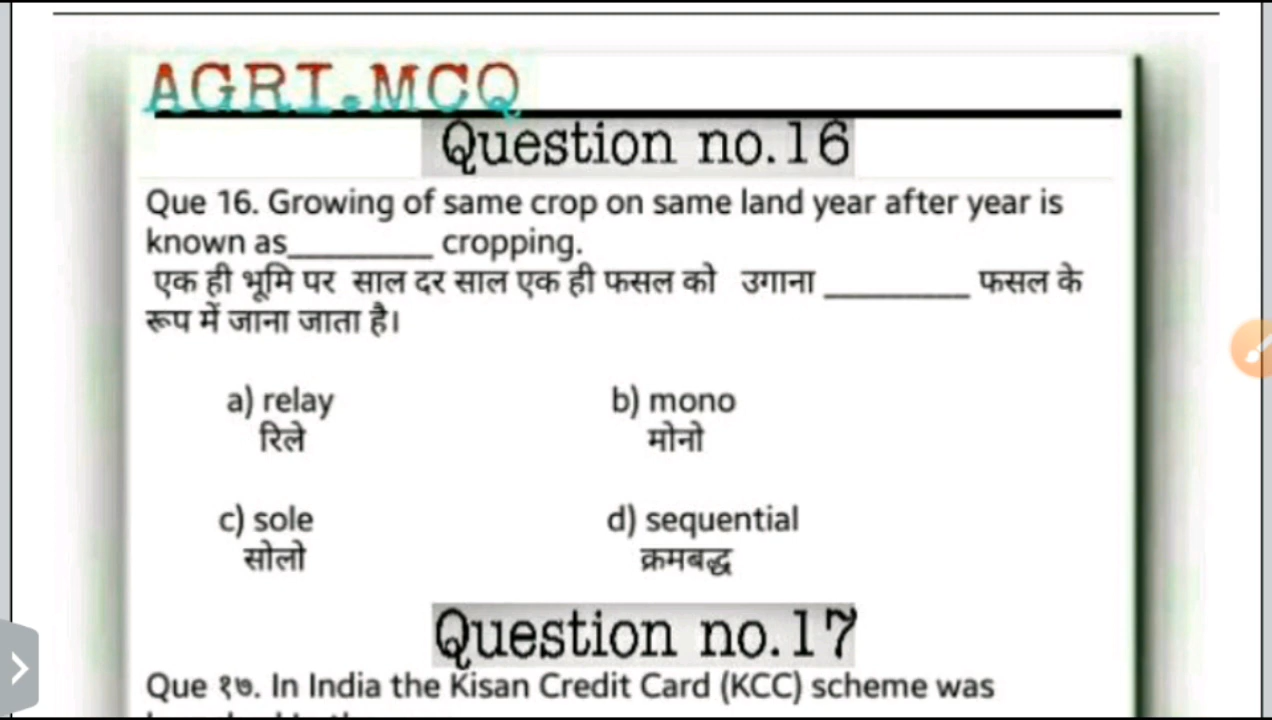 AGRI.MCQ
Question no.16
Que 16. Growing of same crop on same land year after year is
known as_________ cropping.
एक ही भूमि पर साल दर साल एक ही फसल को उगाना _________ फसल के
रूप में जाना जाता है।
a) relay b) mono
रिले मोनो
c) sole d) sequential
सोलो क्रमबद्ध
Question no.17
Que १७. In India the Kisan Credit Card (KCC) scheme was